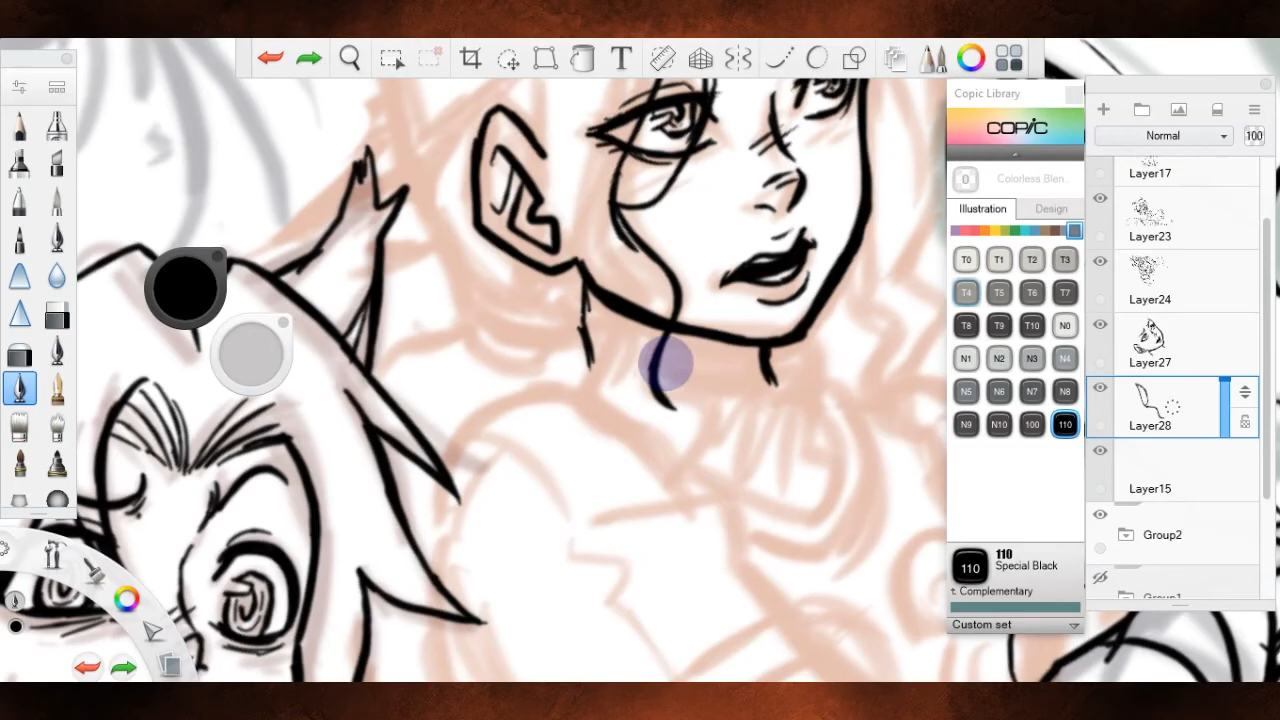 T
Copic Library
COPIC
0 Colorless Blen..
Illustration Design
T0 T1 T2 T3
T4 T5 T6 T7
T8 T9 T10 N0
N1 N2 N3 N4
N5 N6 N7 N8
N9 N10 100 110
110
110
Special Black
Complementary
Custom set
Normal 100
Layer17
Layer23
Layer24
Layer27
Layer28
Layer15
Group2
Group1